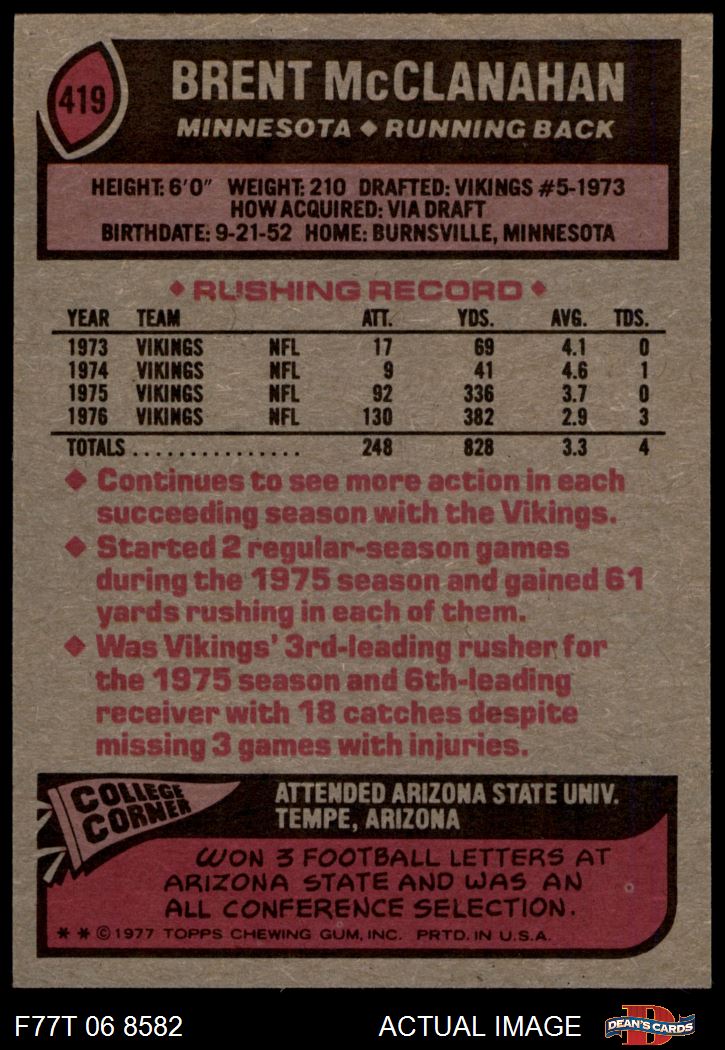 419
BRENT McCLANAHAN
MINNESOTA ◆ RUNNING BACK
HEIGHT: 6'0" WEIGHT: 210 DRAFTED: VIKINGS #5-1973
HOW ACQUIRED: VIA DRAFT
BIRTHDATE: 9-21-52 HOME: BURNSVILLE, MINNESOTA
◆ RUSHING RECORD ◆
YEAR TEAM ATT. YDS. AVG. TDS.
1973 VIKINGS NFL 17 69 4.1 0
1974 VIKINGS NFL 9 41 4.6 1
1975 VIKINGS NFL 92 336 3.7 0
1976 VIKINGS NFL 130 382 2.9 3
TOTALS............... 248 828 3.3 4
◆ Continues to see more action in each
succeeding season with the Vikings.
◆ Started 2 regular-season games
during the 1975 season and gained 61
yards rushing in each of them.
◆ Was Vikings' 3rd-leading rusher for
the 1975 season and 6th-leading
receiver with 18 catches despite
missing 3 games with injuries.
COLLEGE
CORNER
ATTENDED ARIZONA STATE UNIV.
TEMPE, ARIZONA
WON 3 FOOTBALL LETTERS AT
ARIZONA STATE AND WAS AN
ALL CONFERENCE SELECTION.
* * © 1977 TOPPS CHEWING GUM, INC. PRTD. IN U.S.A.
F77T 06 8582 ACTUAL IMAGE
D
DEAN'S CARDS